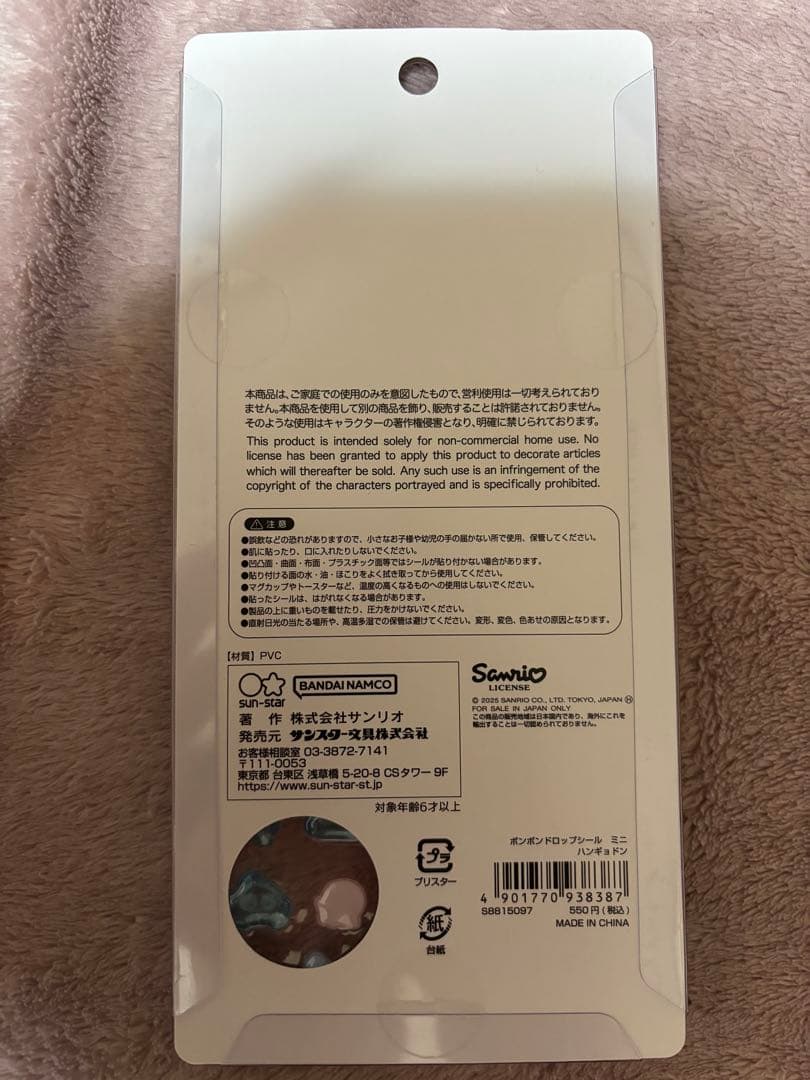 本商品は、ご家庭での使用のみを意図したもので、営利使用は一切考えられており
ません。本商品を使用して別の商品を飾り、販売することは許諾されておりません。
そのような使用はキャラクターの著作権侵害となり、明確に禁じられております。
This product is intended solely for non-commercial home use. No
license has been granted to apply this product to decorate articles
which will thereafter be sold. Any such use is an infringement of the
copyright of the characters portrayed and is specifically prohibited.
注意
●誤飲などの恐れがありますので、小さなお子様や幼児の手の届かない所で使用、保管してください。
●肌に貼ったり、口に入れたりしないでください。
●凹凸面・曲面・布面・プラスチック面等ではシールが貼り付かない場合があります。
●貼り付ける面の水・油・ほこりをよく拭き取ってから使用してください。
●マグカップやトースターなど、温度の高くなるものへの使用はしないでください。
●貼ったシールは、はがれなくなる場合があります。
●製品の上に重いものを載せたり、圧力をかけないでください。
●直射日光の当たる場所や、高温多湿での保管は避けてください。変形、変色、色あせの原因となります。
【材質】PVC
sun-star BANDAI NAMCO
著 作 株式会社サンリオ
発売元 サンスター文具株式会社
お客様相談室 03-3872-7141
〒111-0053
東京都 台東区 浅草橋 5-20-8 CSタワー 9F
https://www.sun-star-st.jp
Sanrio
LICENSE
© 2025 SANRIO CO., LTD. TOKYO, JAPAN Ⓗ
FOR SALE IN JAPAN ONLY
この商品の販売地域は日本国内であり、海外にこれを
輸出することは一切認められておりません。
対象年齢6才以上
プラ
ブリスター
紙
台紙
ボンボンドロップシール ミニ
ハンギョドン
4 901770 938387
S8815097 550円(税込)
MADE IN CHINA